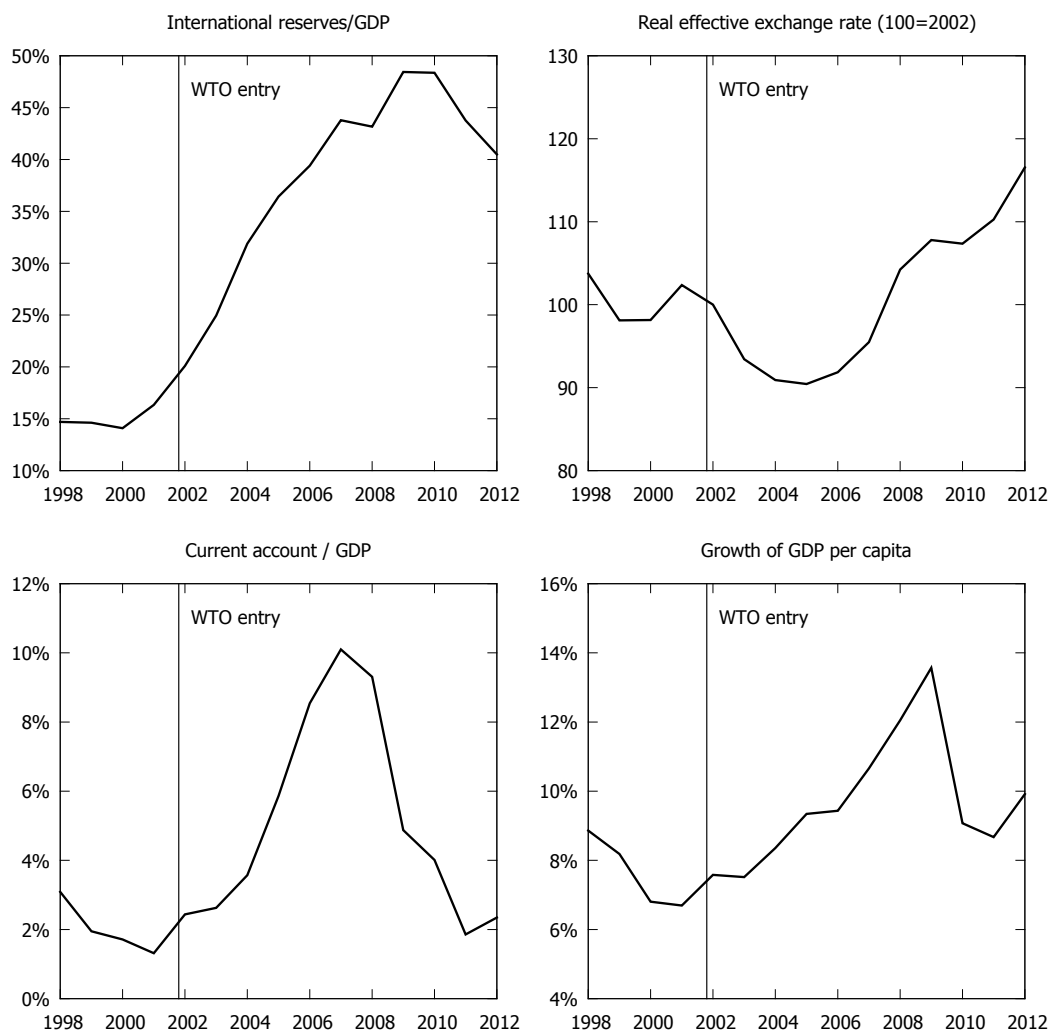 International reserves/GDP
50%
45%
40%
35%
30%
25%
20%
15%
10%
WTO entry
1998 2000 2002 2004 2006 2008 2010 2012
Real effective exchange rate (100=2002)
130
120
110
100
90
80
WTO entry
1998 2000 2002 2004 2006 2008 2010 2012
Current account / GDP
12%
10%
8%
6%
4%
2%
0%
WTO entry
1998 2000 2002 2004 2006 2008 2010 2012
Growth of GDP per capita
16%
14%
12%
10%
8%
6%
4%
WTO entry
1998 2000 2002 2004 2006 2008 2010 2012